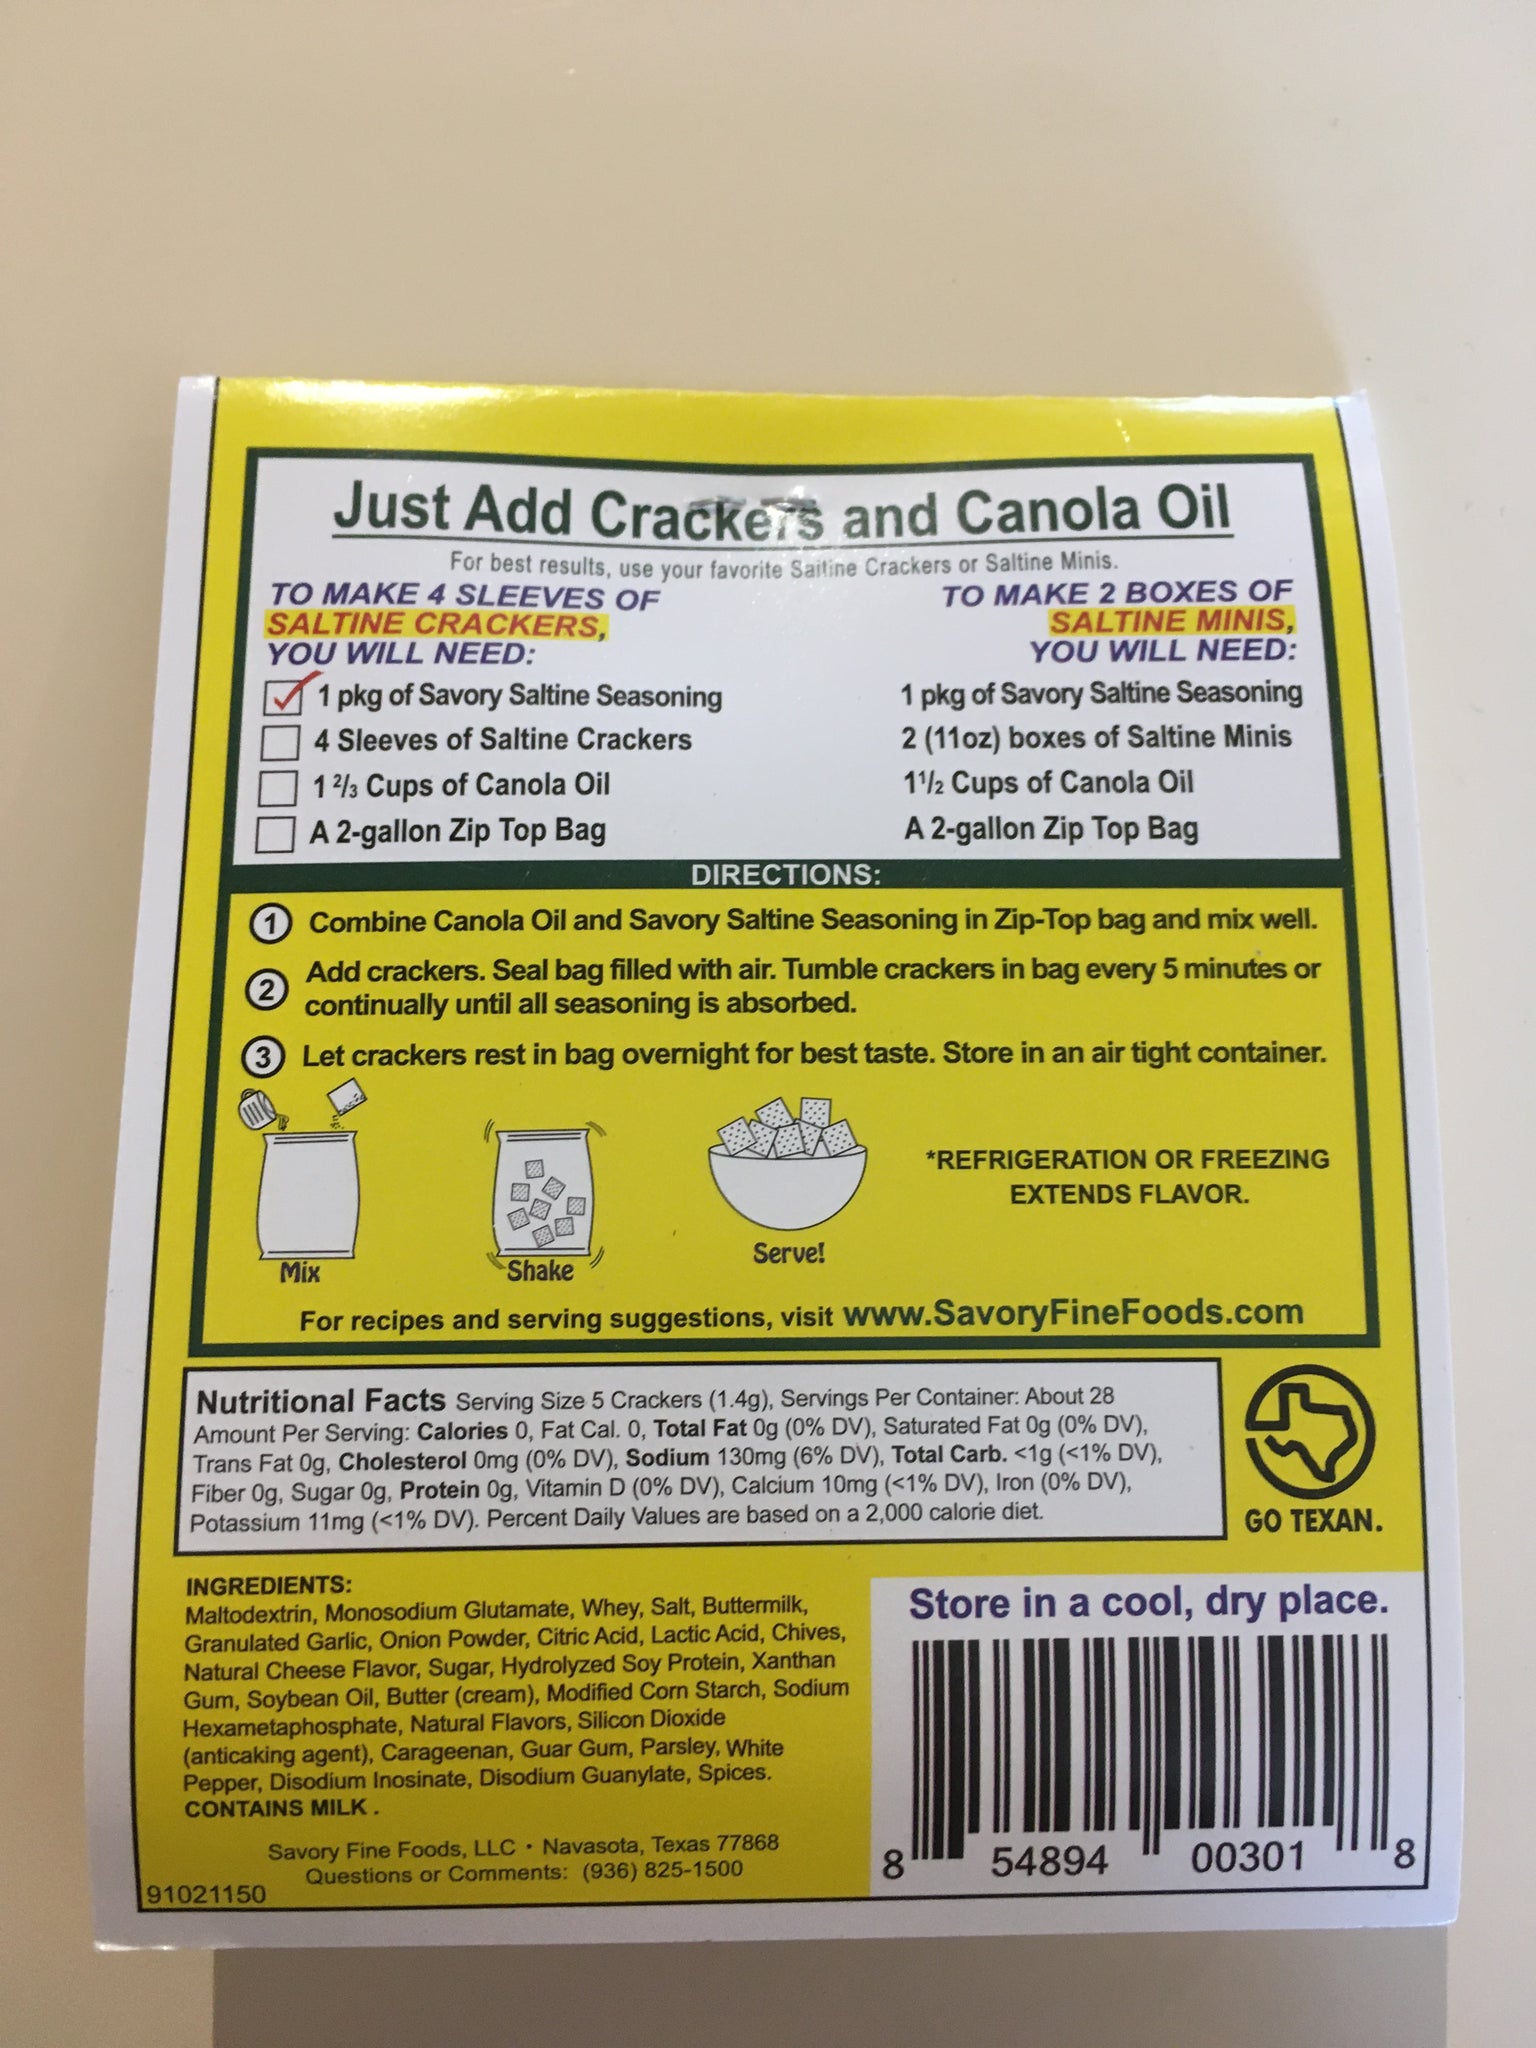 Just Add Crackers and Canola Oil
For best results, use your favorite Saltine Crackers or Saltine Minis.
TO MAKE 4 SLEEVES OF
SALTINE CRACKERS,
YOU WILL NEED:
1 pkg of Savory Saltine Seasoning
4 Sleeves of Saltine Crackers
1 2/3 Cups of Canola Oil
A 2-gallon Zip Top Bag
TO MAKE 2 BOXES OF
SALTINE MINIS,
YOU WILL NEED:
1 pkg of Savory Saltine Seasoning
2 (11oz) boxes of Saltine Minis
1 1/2 Cups of Canola Oil
A 2-gallon Zip Top Bag
DIRECTIONS:
1 Combine Canola Oil and Savory Saltine Seasoning in Zip-Top bag and mix well.
2 Add crackers. Seal bag filled with air. Tumble crackers in bag every 5 minutes or
continually until all seasoning is absorbed.
3 Let crackers rest in bag overnight for best taste. Store in an air tight container.
Mix
Shake
Serve!
*REFRIGERATION OR FREEZING
EXTENDS FLAVOR.
For recipes and serving suggestions, visit www.SavoryFineFoods.com
Nutritional Facts Serving Size 5 Crackers (1.4g), Servings Per Container: About 28
Amount Per Serving: Calories 0, Fat Cal. 0, Total Fat 0g (0% DV), Saturated Fat 0g (0% DV),
Trans Fat 0g, Cholesterol 0mg (0% DV), Sodium 130mg (6% DV), Total Carb. <1g (<1% DV),
Fiber 0g, Sugar 0g, Protein 0g, Vitamin D (0% DV), Calcium 10mg (<1% DV), Iron (0% DV),
Potassium 11mg (<1% DV). Percent Daily Values are based on a 2,000 calorie diet.
GO TEXAN.
INGREDIENTS:
Maltodextrin, Monosodium Glutamate, Whey, Salt, Buttermilk,
Granulated Garlic, Onion Powder, Citric Acid, Lactic Acid, Chives,
Natural Cheese Flavor, Sugar, Hydrolyzed Soy Protein, Xanthan
Gum, Soybean Oil, Butter (cream), Modified Corn Starch, Sodium
Hexametaphosphate, Natural Flavors, Silicon Dioxide
(anticaking agent), Carageenan, Guar Gum, Parsley, White
Pepper, Disodium Inosinate, Disodium Guanylate, Spices.
CONTAINS MILK .
Savory Fine Foods, LLC • Navasota, Texas 77868
Questions or Comments: (936) 825-1500
91021150
Store in a cool, dry place.
8 54894 00301 8